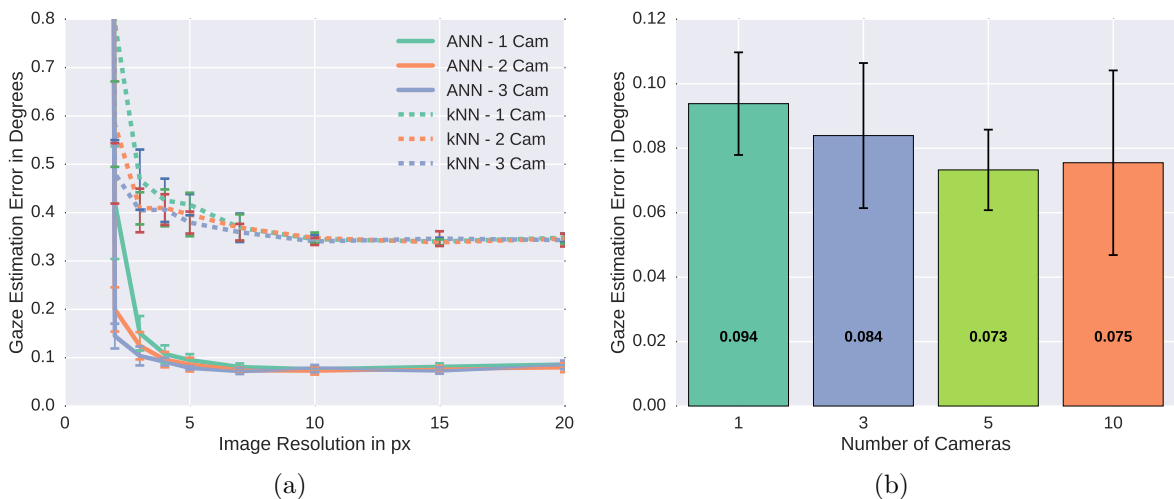 0.8
0.7
0.6
0.5
0.4
0.3
0.2
0.1
0.0
Gaze Estimation Error in Degrees
0 5 10 15 20
Image Resolution in px
ANN - 1 Cam
ANN - 2 Cam
ANN - 3 Cam
kNN - 1 Cam
kNN - 2 Cam
kNN - 3 Cam
(a)
0.12
0.10
0.08
0.06
0.04
0.02
0.00
Gaze Estimation Error in Degrees
0.094 0.084 0.073 0.075
1 3 5 10
Number of Cameras
(b)